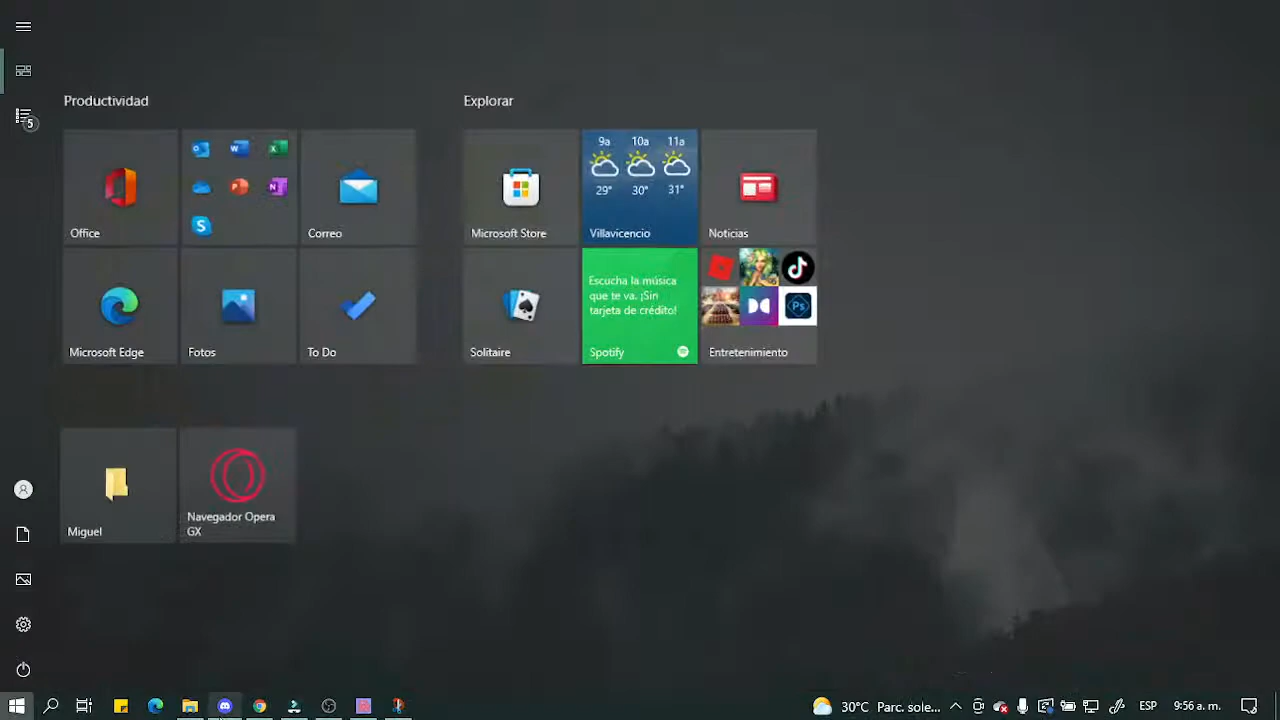 5
Productividad
Explorar
Office
Correo
Microsoft Store
9a 10a 11a
29° 30° 31°
Villavicencio
Noticias
Microsoft Edge
Fotos
To Do
Solitaire
Escucha la música
que te va. ¡Sin
tarjeta de crédito!
Spotify
Ps
Entretenimiento
Miguel
Navegador Opera
GX
30°C Parc. sole...
ESP
9:56 a. m.